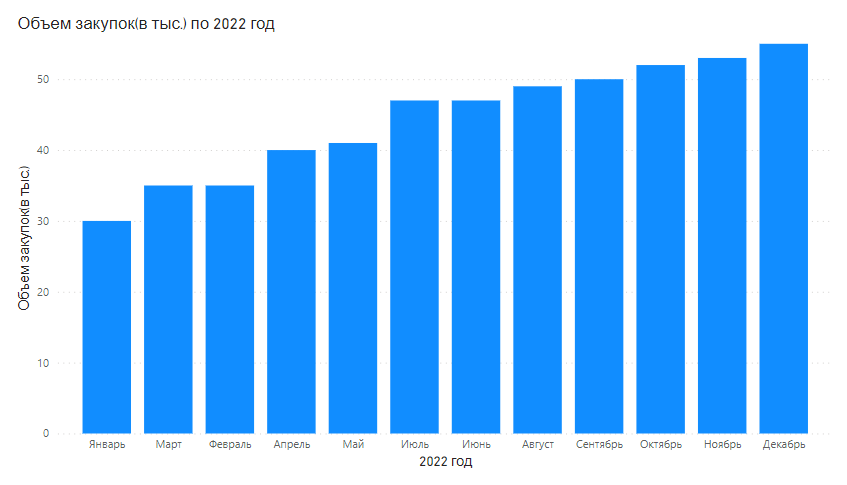 Объем закупок(в тыс.) по 2022 год
Объем закупок(в тыс.)
50
40
30
20
10
0
Январь Март Февраль Апрель Май Июль Июнь Август Сентябрь Октябрь Ноябрь Декабрь
2022 год